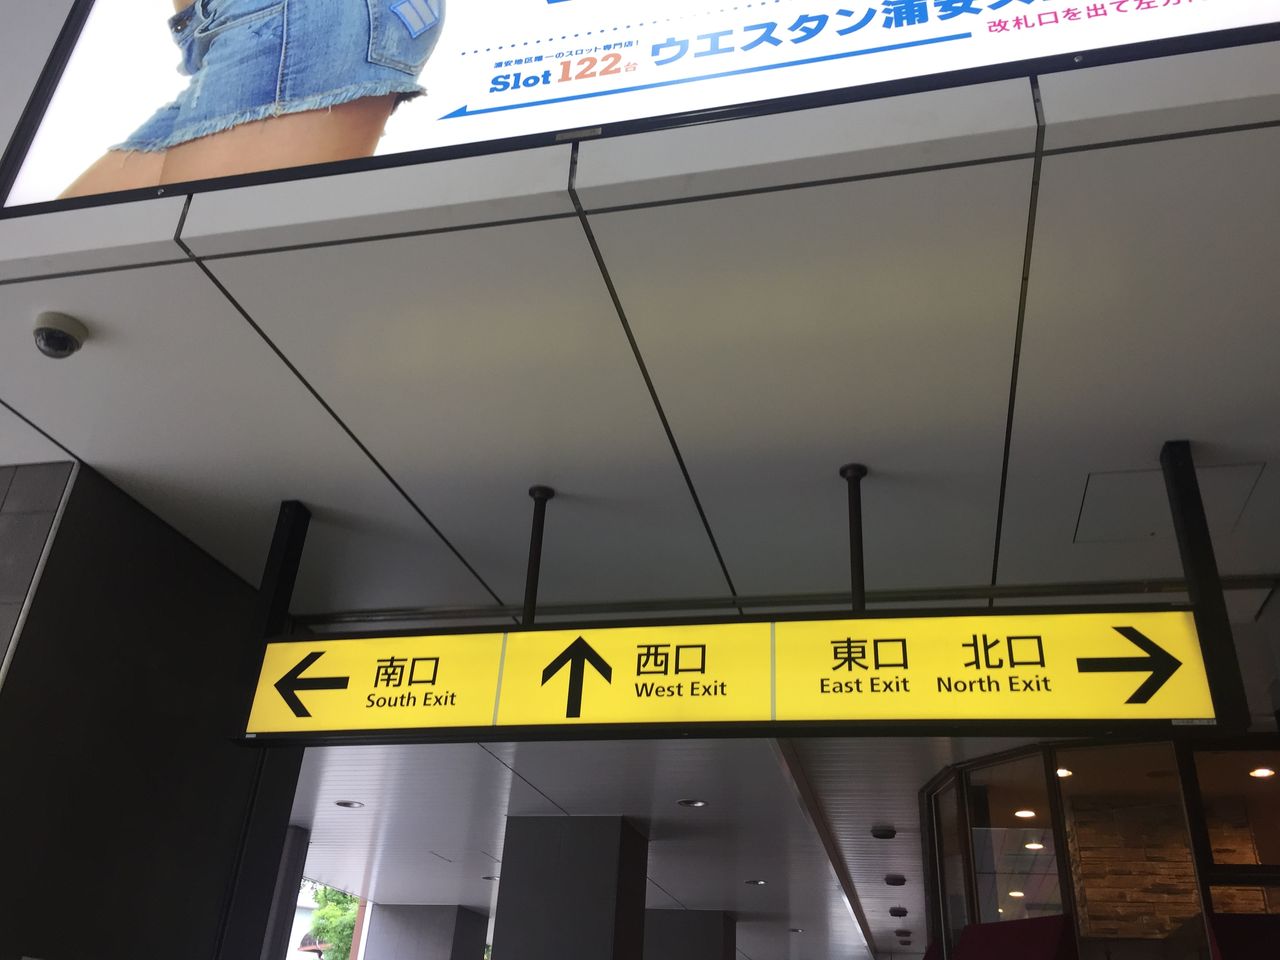 浦安地区唯一のスロット専門店!
Slot 122台
ウエスタン浦安
改札口を出て左方
南口
South Exit
西口
West Exit
東口 北口
East Exit North Exit